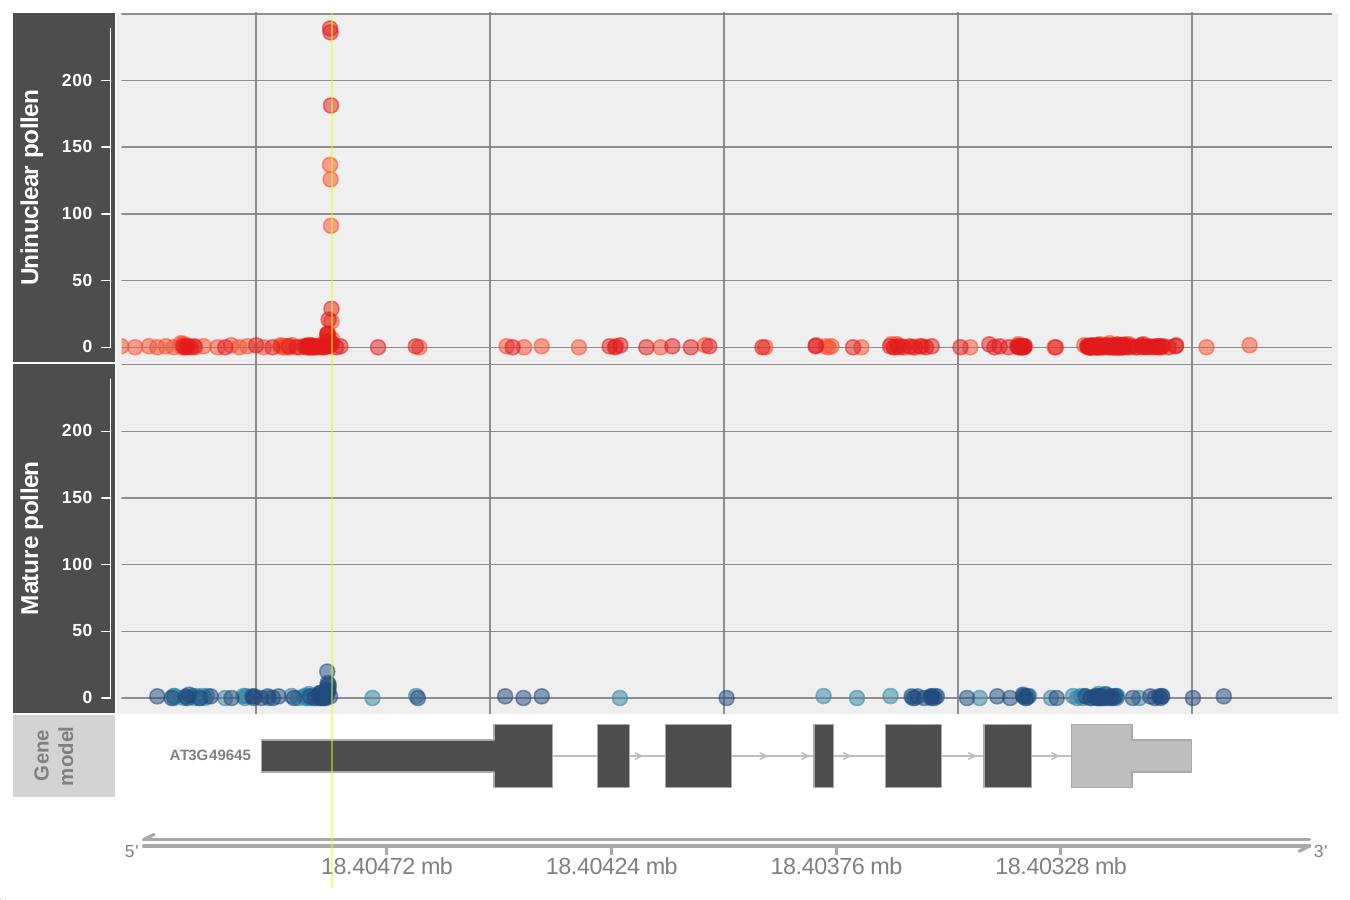 Uninuclear pollen
200
150
100
50
0
Mature pollen
200
150
100
50
0
Gene
model
AT3G49645
5'
3'
18.40472 mb
18.40424 mb
18.40376 mb
18.40328 mb